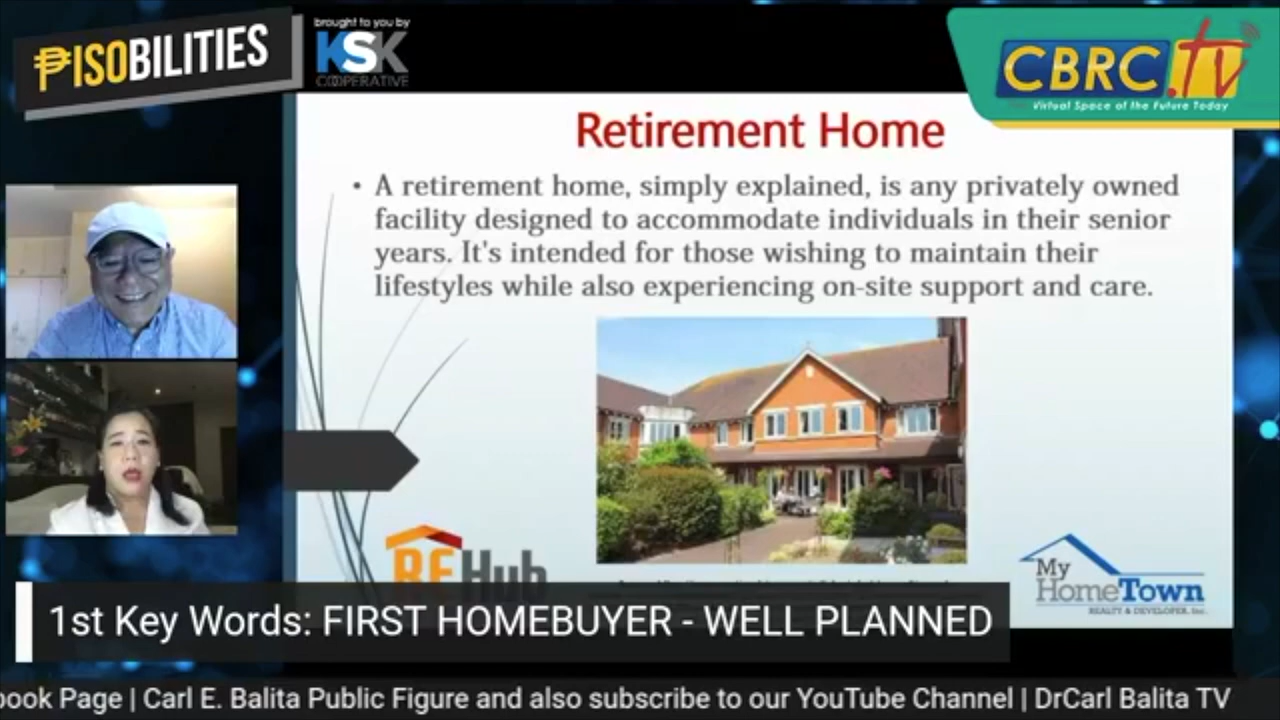 ₱ISOBILITIES
brought to you by
KSK
COOPERATIVE
CBRC.tv
Virtual Space of the Future Today
Retirement Home
• A retirement home, simply explained, is any privately owned
facility designed to accommodate individuals in their senior
years. It's intended for those wishing to maintain their
lifestyles while also experiencing on-site support and care.
REHub
My
HomeTown
REALTY & DEVELOPER, Inc.
1st Key Words: FIRST HOMEBUYER - WELL PLANNED
book Page | Carl E. Balita Public Figure and also subscribe to our YouTube Channel | DrCarl Balita TV